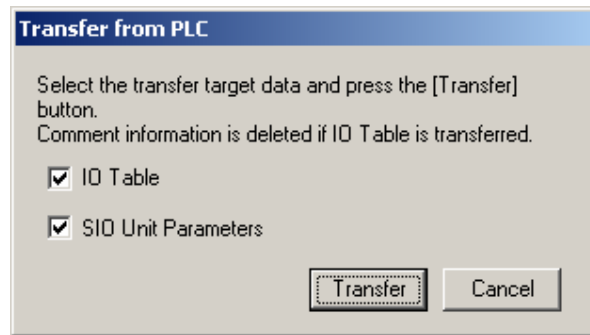 Transfer from PLC
Select the transfer target data and press the [Transfer]
button.
Comment information is deleted if IO Table is transferred.
IO Table
SIO Unit Parameters
Transfer Cancel